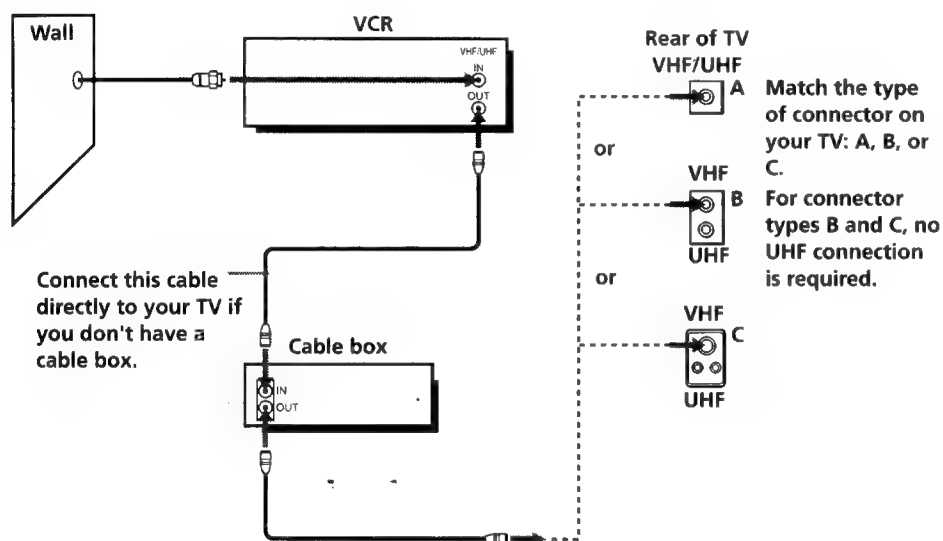 Wall
VCR
VHF/UHF
IN
OUT
Rear of TV
VHF/UHF
A
Match the type
of connector on
your TV: A, B, or
C.
or
VHF
B
UHF
For connector
types B and C, no
UHF connection
is required.
or
VHF
C
UHF
Connect this cable
directly to your TV if
you don't have a
cable box.
Cable box
IN
OUT